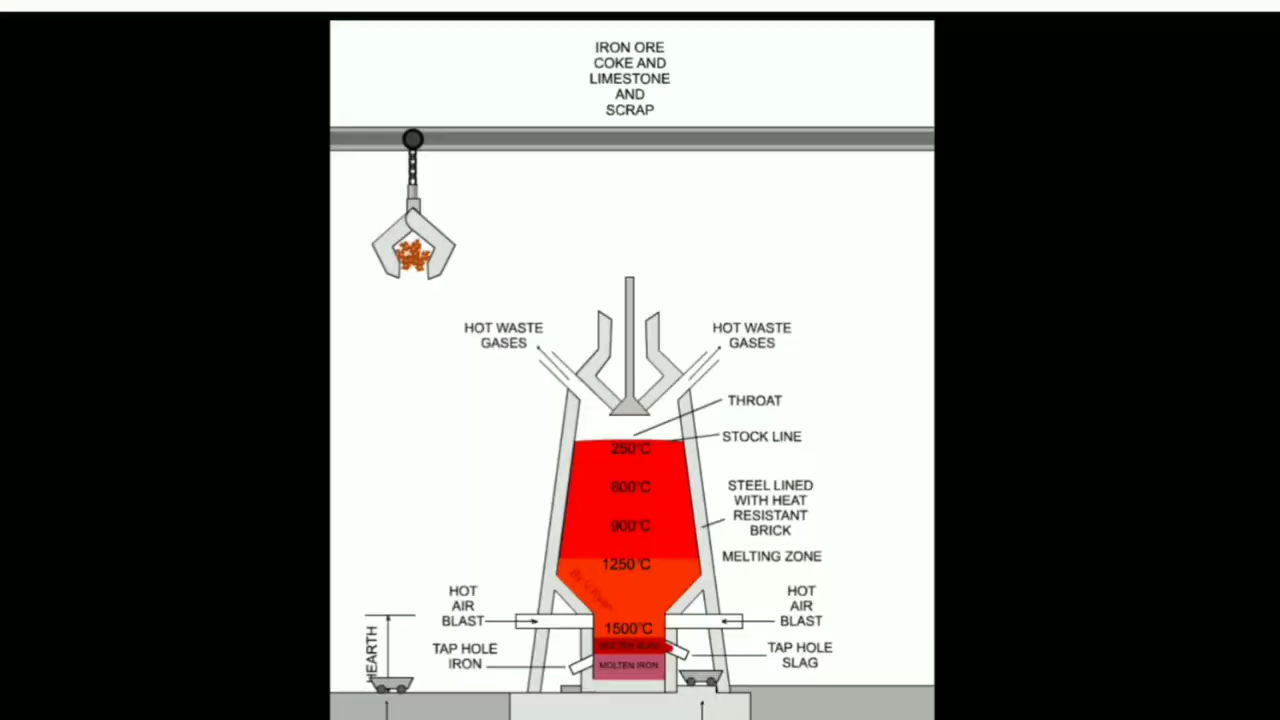 IRON ORE
COKE AND
LIMESTONE
AND
SCRAP
HOT WASTE
GASES
HOT WASTE
GASES
THROAT
STOCK LINE
250°C
STEEL LINED
WITH HEAT
RESISTANT
BRICK
600°C
900°C
MELTING ZONE
1250°C
By V.Ryan
HOT
AIR
BLAST
HOT
AIR
BLAST
1500°C
HEARTH
TAP HOLE
IRON
MOLTEN SLAG
MOLTEN IRON
TAP HOLE
SLAG